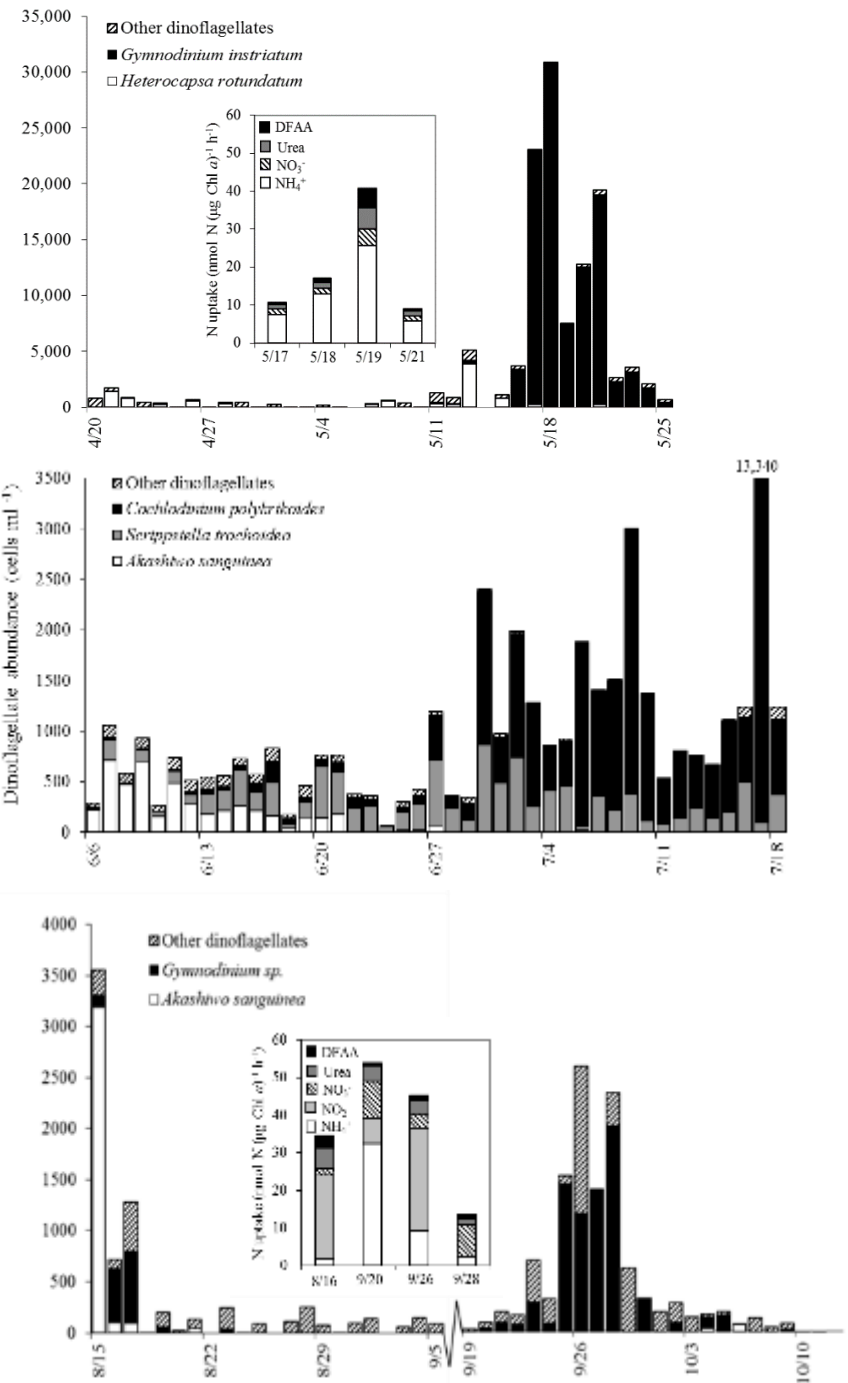 35,000
30,000
25,000
20,000
15,000
10,000
5,000
0
Other dinoflagellates
Gymnodinium instriatum
Heterocapsa rotundatum
N uptake (nmol N (µg Chl a)⁻¹ h⁻¹)
60
50
40
30
20
10
0
DFAA
Urea
NO₃⁻
NH₄⁺
5/17 5/18 5/19 5/21
4/20 4/27 5/4 5/11 5/18 5/25
Dinoflagellate abundance (cells ml⁻¹)
3500
3000
2500
2000
1500
1000
500
0
Other dinoflagellates
Cochlodinium polykrikoides
Scrippsiella trochoidea
Akashiwo sanguinea
6/6 6/13 6/20 6/27 7/4 7/11 7/18
4000
3500
3000
2500
2000
1500
1000
500
0
Other dinoflagellates
Gymnodinium sp.
Akashiwo sanguinea
N uptake (nmol N (µg Chl a)⁻¹ h⁻¹)
60
50
40
30
20
10
0
DFAA
Urea
8/16 9/20 9/26 9/28
8/15 8/22 8/29 9/5 9/19 9/26 10/3 10/10